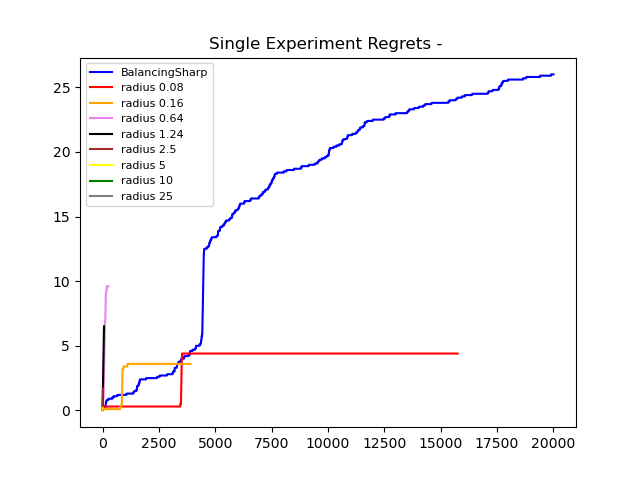 Single Experiment Regrets -
BalancingSharp
radius 0.08
radius 0.16
radius 0.64
radius 1.24
radius 2.5
radius 5
radius 10
radius 25
25
20
15
10
5
0
0 2500 5000 7500 10000 12500 15000 17500 20000